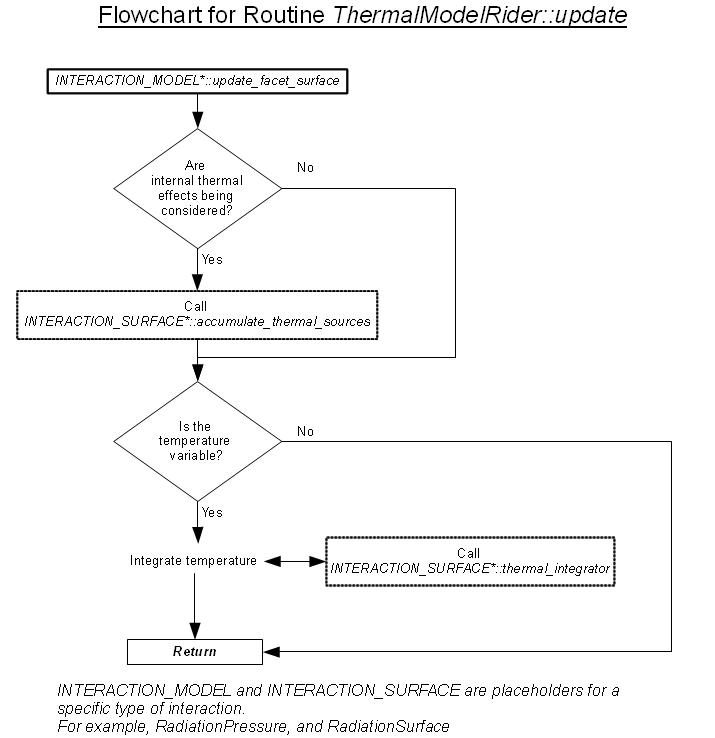 Flowchart for Routine ThermalModelRider::update
INTERACTION_MODEL*::update_facet_surface
Are
internal thermal
effects being
considered?
No
Yes
Call
INTERACTION_SURFACE*::accumulate_thermal_sources
Is the
temperature
variable?
No
Yes
Integrate temperature
Call
INTERACTION_SURFACE*::thermal_integrator
Return
INTERACTION_MODEL and INTERACTION_SURFACE are placeholders for a
specific type of interaction.
For example, RadiationPressure, and RadiationSurface